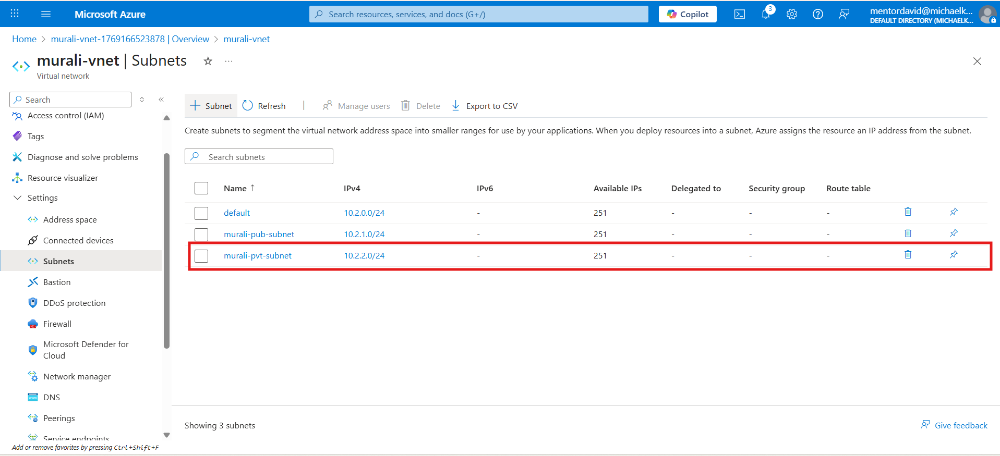 Microsoft Azure
Search resources, services, and docs (G+/)
Copilot
3
mentordavid@michaelk...
DEFAULT DIRECTORY (MICHAELK...
Home > murali-vnet-1769166523878 | Overview > murali-vnet
murali-vnet | Subnets
Virtual network
Search
Access control (IAM)
Tags
Diagnose and solve problems
Resource visualizer
Settings
Address space
Connected devices
Subnets
Bastion
DDoS protection
Firewall
Microsoft Defender for
Cloud
Network manager
DNS
Peerings
Service endpoints
Add or remove favorites by pressing Ctrl+Shift+F
Subnet Refresh | Manage users Delete Export to CSV
Create subnets to segment the virtual network address space into smaller ranges for use by your applications. When you deploy resources into a subnet, Azure assigns the resource an IP address from the subnet.
Search subnets
Name ↑ IPv4 IPv6 Available IPs Delegated to Security group Route table
default 10.2.0.0/24 - 251 - - -
murali-pub-subnet 10.2.1.0/24 - 251 - - -
murali-pvt-subnet 10.2.2.0/24 - 251 - - -
Showing 3 subnets
Give feedback